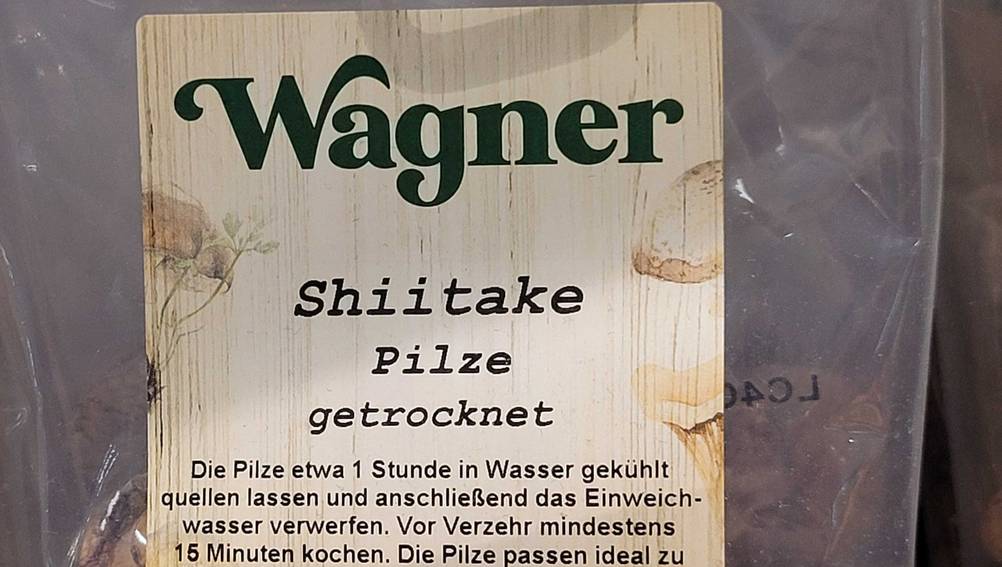 Wagner
Shiitake
Pilze
getrocknet
Die Pilze etwa 1 Stunde in Wasser gekühlt
quellen lassen und anschließend das Einweich-
wasser verwerfen. Vor Verzehr mindestens
15 Minuten kochen. Die Pilze passen ideal zu